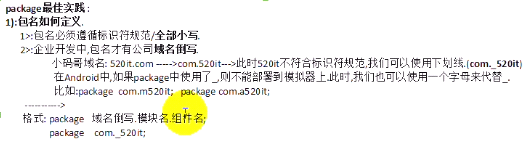 package最佳实践:
1):包名如何定义.
1>:包名必须遵循标识符规范/全部小写.
2>:企业开发中,包名才有公司域名倒写.
小码哥域名: 520it.com ----->com.520it--->此时520it不符合标识符规范,我们可以使用下划线.(com._520it)
在Android中,如果package中使用了_,则不能部署到模拟器上.此时,我们也可以使用一个字母来代替_.
比如:package com.m520it; package com.a520it;
----------->
格式: package 域名倒写.模块名.组件名;
package com._520it;